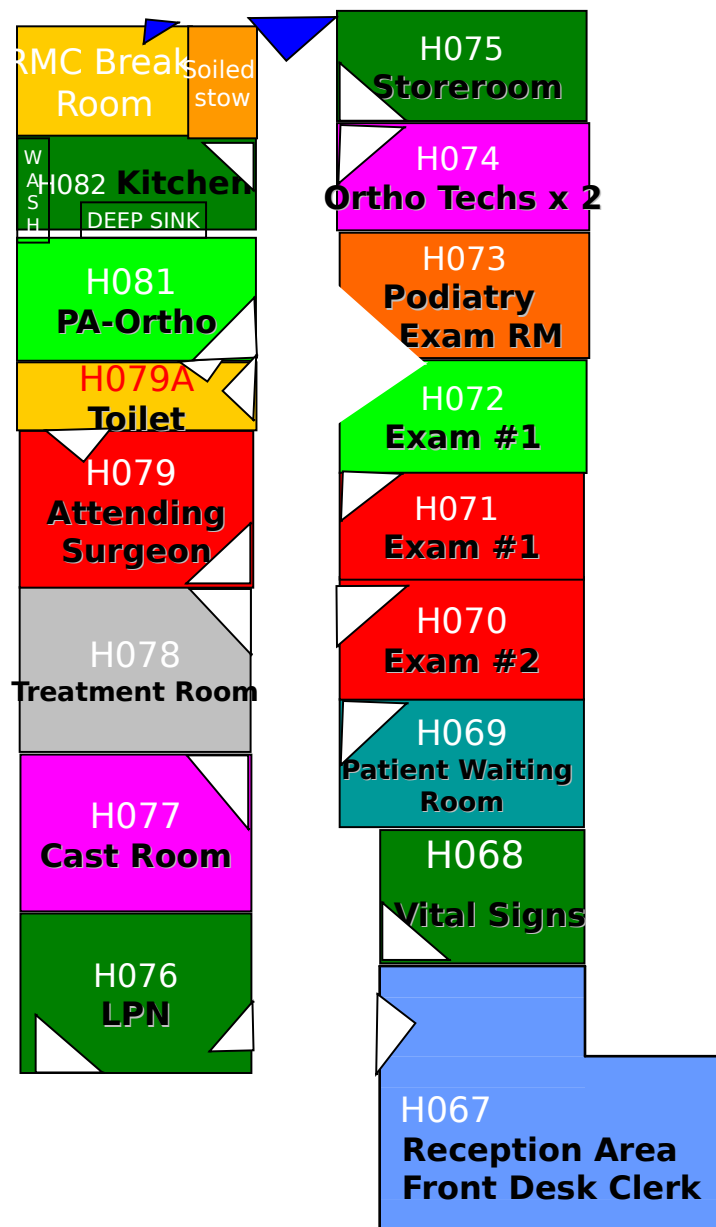 RMC Break
Room
Soiled
stow
W
A
S
H
H082 Kitchen
DEEP SINK
H081
PA-Ortho
H079A
Toilet
H079
Attending
Surgeon
H078
Treatment Room
H077
Cast Room
H076
LPN
H075
Storeroom
H074
Ortho Techs x 2
H073
Podiatry
Exam RM
H072
Exam #1
H071
Exam #1
H070
Exam #2
H069
Patient Waiting
Room
H068
Vital Signs
H067
Reception Area
Front Desk Clerk